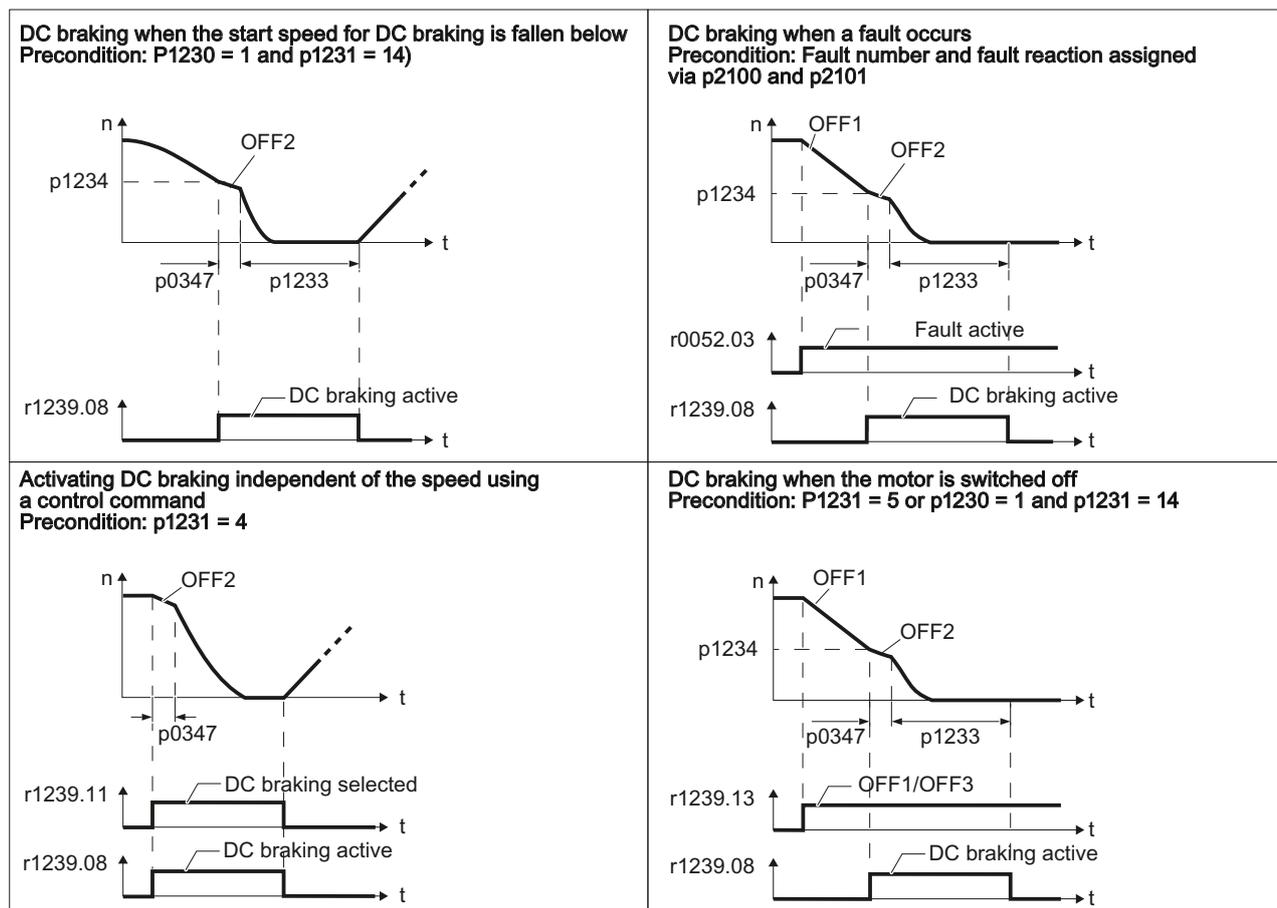 DC braking when the start speed for DC braking is fallen below
Precondition: P1230 = 1 and p1231 = 14)
n
OFF2
p1234
t
p0347
p1233
r1239.08
DC braking active
t
DC braking when a fault occurs
Precondition: Fault number and fault reaction assigned
via p2100 and p2101
n
OFF1
OFF2
p1234
t
p0347
p1233
r0052.03
Fault active
t
r1239.08
DC braking active
t
Activating DC braking independent of the speed using
a control command
Precondition: p1231 = 4
n
OFF2
t
p0347
r1239.11
DC braking selected
t
r1239.08
DC braking active
t
DC braking when the motor is switched off
Precondition: P1231 = 5 or p1230 = 1 and p1231 = 14
n
OFF1
OFF2
p1234
t
p0347
p1233
r1239.13
OFF1/OFF3
t
r1239.08
DC braking active
t